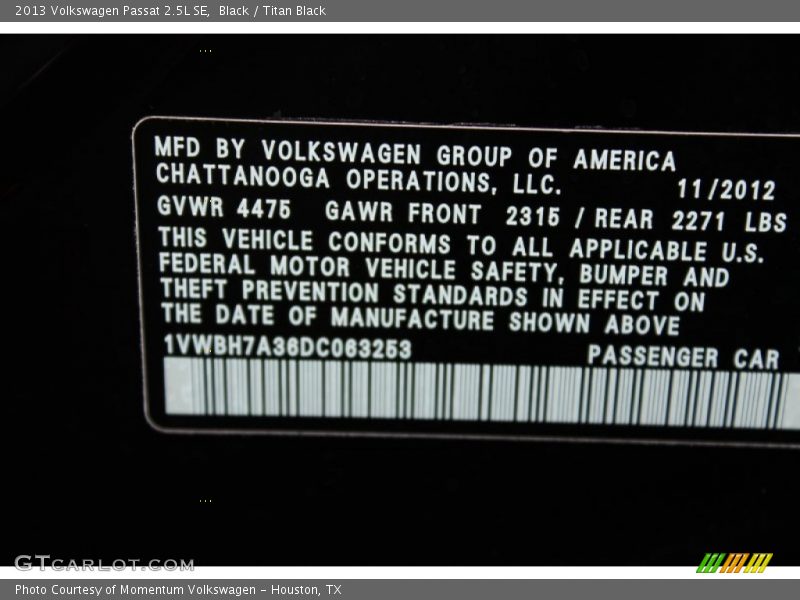 2013 Volkswagen Passat 2.5L SE, Black / Titan Black
MFD BY VOLKSWAGEN GROUP OF AMERICA
CHATTANOOGA OPERATIONS, LLC. 11/2012
GVWR 4475 GAWR FRONT 2315 / REAR 2271 LBS
THIS VEHICLE CONFORMS TO ALL APPLICABLE U.S.
FEDERAL MOTOR VEHICLE SAFETY, BUMPER AND
THEFT PREVENTION STANDARDS IN EFFECT ON
THE DATE OF MANUFACTURE SHOWN ABOVE
1VWBH7A36DC063253 PASSENGER CAR
GTCARLOT.COM
Photo Courtesy of Momentum Volkswagen - Houston, TX